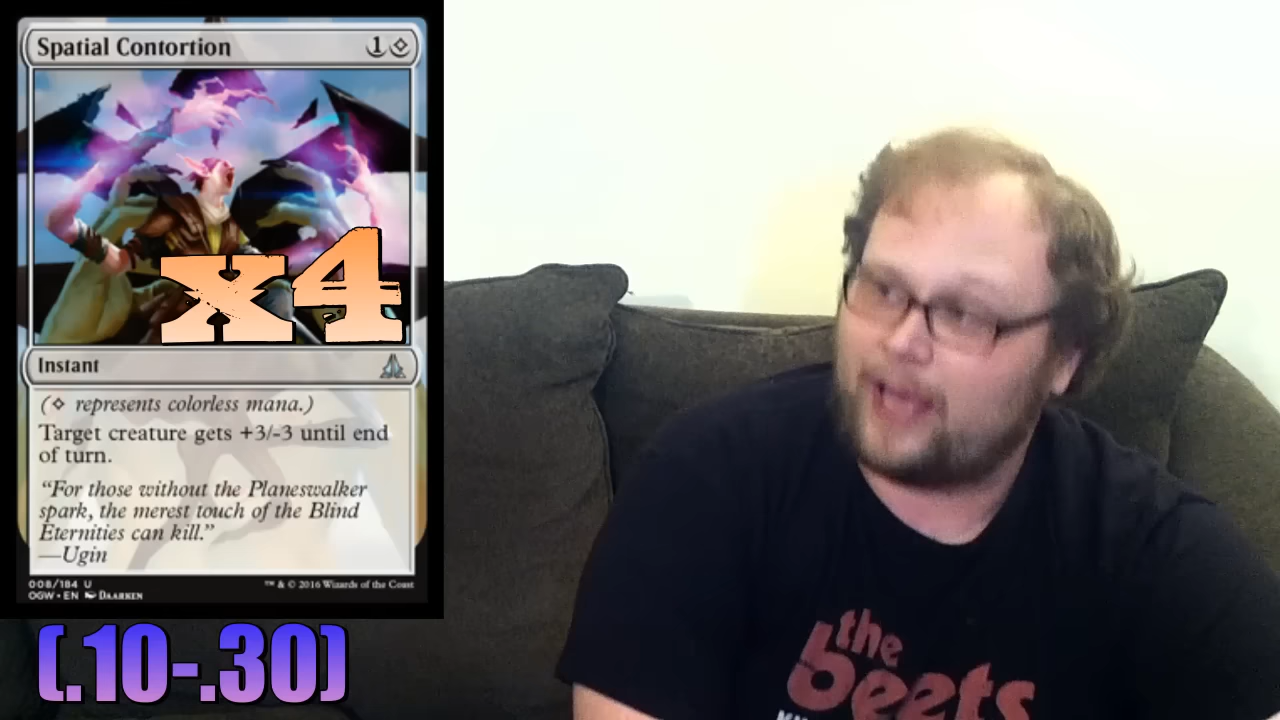 Spatial Contortion 1
X4
Instant
(◇ represents colorless mana.)
Target creature gets +3/-3 until end
of turn.
“For those without the Planeswalker
spark, the merest touch of the Blind
Eternities can kill.”
—Ugin
008/184 U
OGW • EN DAARKEN
™ & © 2016 Wizards of the Coast
(.10-.30)
the
beets